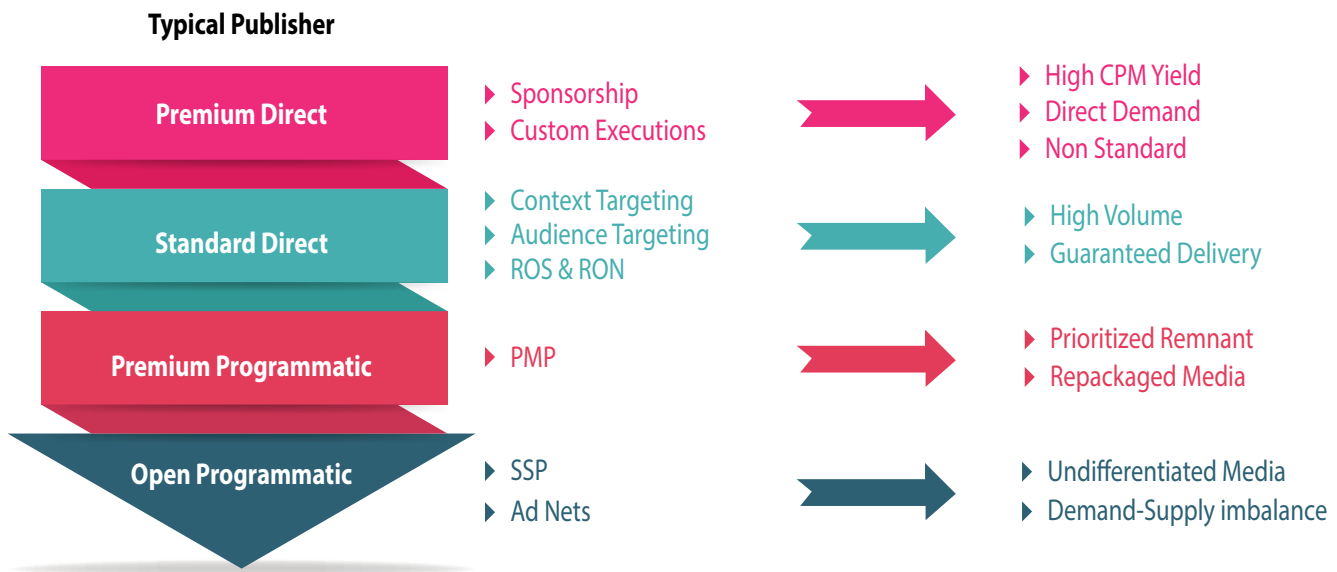 Typical Publisher
Premium Direct
Sponsorship
Custom Executions
High CPM Yield
Direct Demand
Non Standard
Standard Direct
Context Targeting
Audience Targeting
ROS & RON
High Volume
Guaranteed Delivery
Premium Programmatic
PMP
Prioritized Remnant
Repackaged Media
Open Programmatic
SSP
Ad Nets
Undifferentiated Media
Demand-Supply imbalance